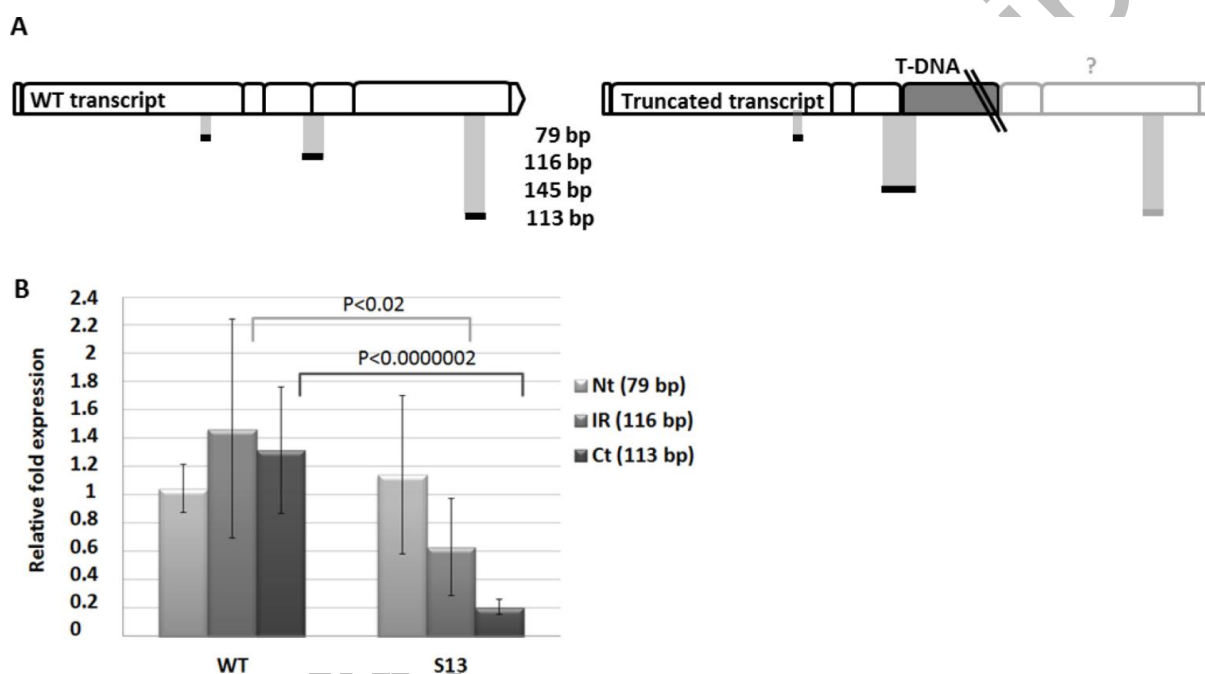 A
WT transcript
79 bp
116 bp
145 bp
113 bp
Truncated transcript
T-DNA
?
B
Relative fold expression
2.4
2.2
2
1.8
1.6
1.4
1.2
1
0.8
0.6
0.4
0.2
0
P<0.02
P<0.0000002
WT
S13
Nt (79 bp)
IR (116 bp)
Ct (113 bp)